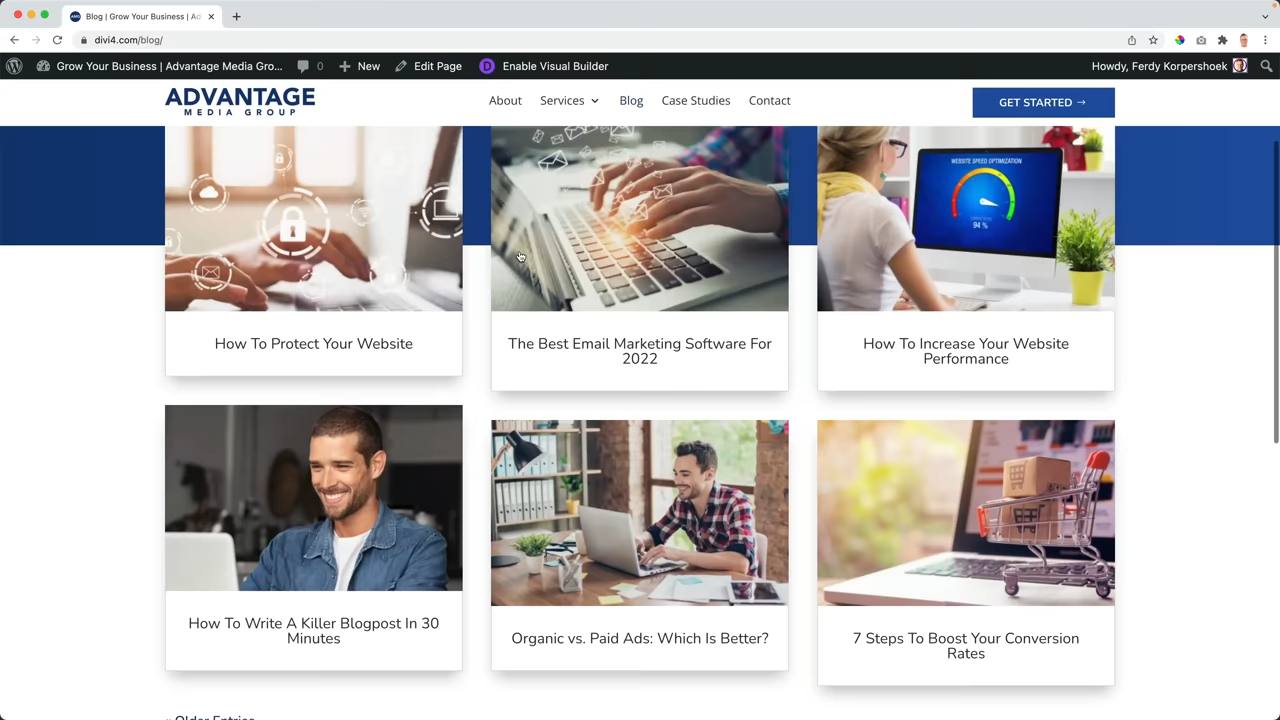 Blog | Grow Your Business | Ad
divi4.com/blog/
Grow Your Business | Advantage Media Gro...
0
New
Edit Page
D
Enable Visual Builder
Howdy, Ferdy Korpershoek
ADVANTAGE
MEDIA GROUP
About
Services
Blog
Case Studies
Contact
GET STARTED →
WEBSITE SPEED OPTIMIZATION
94 %
How To Protect Your Website
The Best Email Marketing Software For
2022
How To Increase Your Website
Performance
How To Write A Killer Blogpost In 30
Minutes
Organic vs. Paid Ads: Which Is Better?
7 Steps To Boost Your Conversion
Rates
« Older Entries